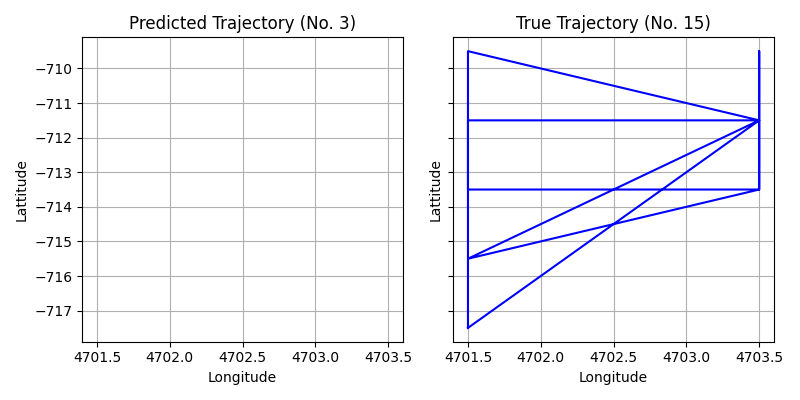 Predicted Trajectory (No. 3)
True Trajectory (No. 15)
Lattitude
−710
−711
−712
−713
−714
−715
−716
−717
4701.5 4702.0 4702.5 4703.0 4703.5
Longitude
Lattitude
4701.5 4702.0 4702.5 4703.0 4703.5
Longitude